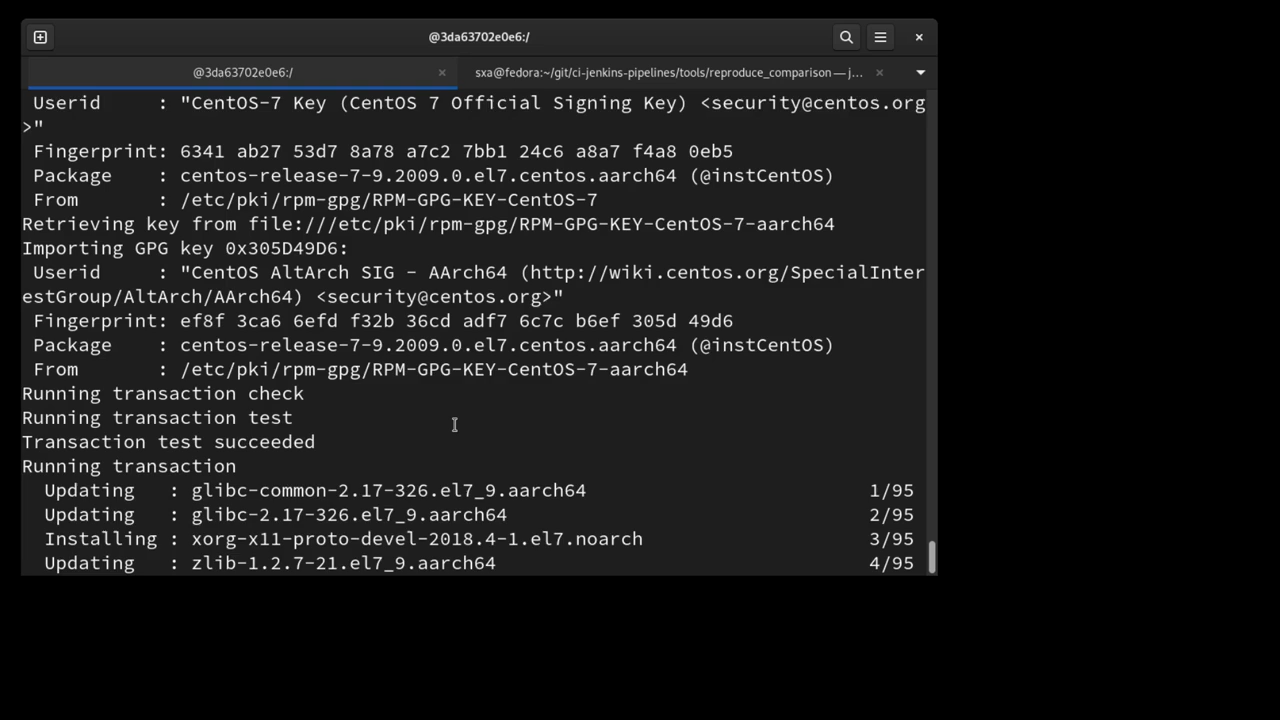 @3da63702e0e6:/
@3da63702e0e6:/
sxa@fedora:~/git/ci-jenkins-pipelines/tools/reproduce_comparison — j...
Userid : "CentOS-7 Key (CentOS 7 Official Signing Key) <security@centos.org
>"
Fingerprint: 6341 ab27 53d7 8a78 a7c2 7bb1 24c6 a8a7 f4a8 0eb5
Package : centos-release-7-9.2009.0.el7.centos.aarch64 (@instCentOS)
From : /etc/pki/rpm-gpg/RPM-GPG-KEY-CentOS-7
Retrieving key from file:///etc/pki/rpm-gpg/RPM-GPG-KEY-CentOS-7-aarch64
Importing GPG key 0x305D49D6:
Userid : "CentOS AltArch SIG - AArch64 (http://wiki.centos.org/SpecialInter
estGroup/AltArch/AArch64) <security@centos.org>"
Fingerprint: ef8f 3ca6 6efd f32b 36cd adf7 6c7c b6ef 305d 49d6
Package : centos-release-7-9.2009.0.el7.centos.aarch64 (@instCentOS)
From : /etc/pki/rpm-gpg/RPM-GPG-KEY-CentOS-7-aarch64
Running transaction check
Running transaction test
Transaction test succeeded
Running transaction
Updating : glibc-common-2.17-326.el7_9.aarch64 1/95
Updating : glibc-2.17-326.el7_9.aarch64 2/95
Installing : xorg-x11-proto-devel-2018.4-1.el7.noarch 3/95
Updating : zlib-1.2.7-21.el7_9.aarch64 4/95